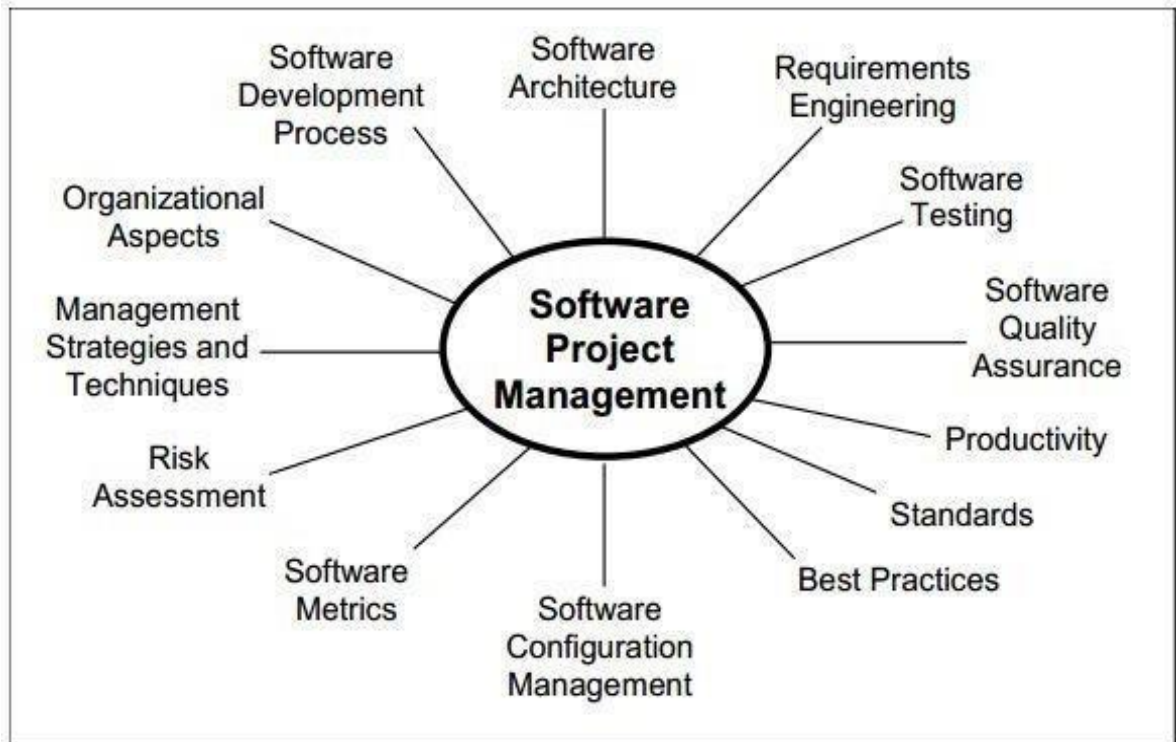 Software
Development
Process
Software
Architecture
Requirements
Engineering
Organizational
Aspects
Software
Testing
Management
Strategies and
Techniques
Software
Project
Management
Software
Quality
Assurance
Risk
Assessment
Productivity
Standards
Software
Metrics
Software
Configuration
Management
Best Practices